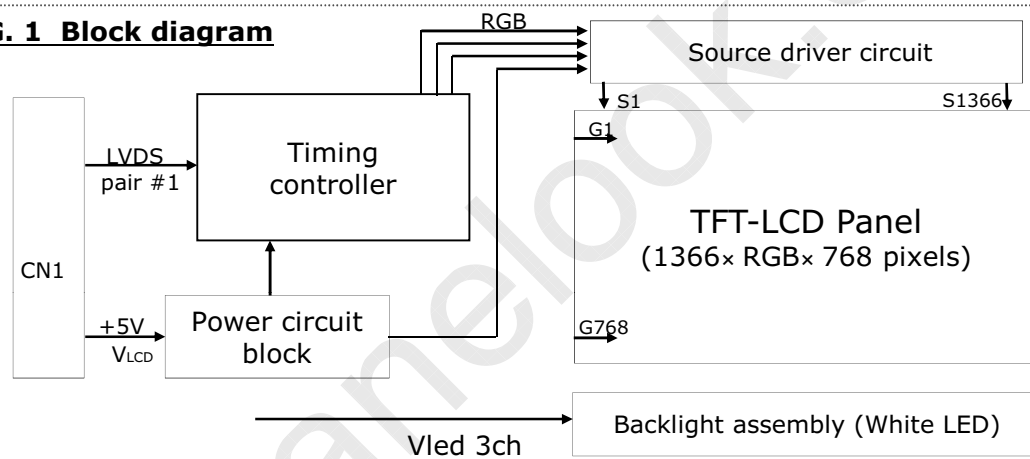 G. 1 Block diagram
RGB
Source driver circuit
S1
S1366
G1
LVDS
pair #1
Timing
controller
TFT-LCD Panel
(1366× RGB× 768 pixels)
CN1
+5V
VLCD
Power circuit
block
G768
Backlight assembly (White LED)
Vled 3ch
anelook.